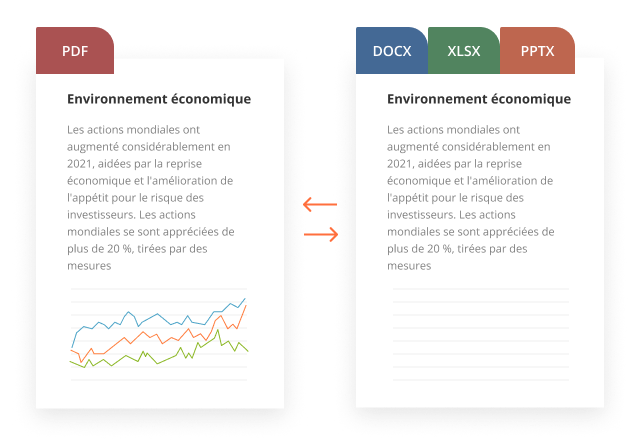 PDF
Environnement économique
Les actions mondiales ont
augmenté considérablement en
2021, aidées par la reprise
économique et l'amélioration de
l'appétit pour le risque des
investisseurs. Les actions
mondiales se sont appréciées de
plus de 20 %, tirées par des
mesures
DOCX XLSX PPTX
Environnement économique
Les actions mondiales ont
augmenté considérablement en
2021, aidées par la reprise
économique et l'amélioration de
l'appétit pour le risque des
investisseurs. Les actions
mondiales se sont appréciées de
plus de 20 %, tirées par des
mesures